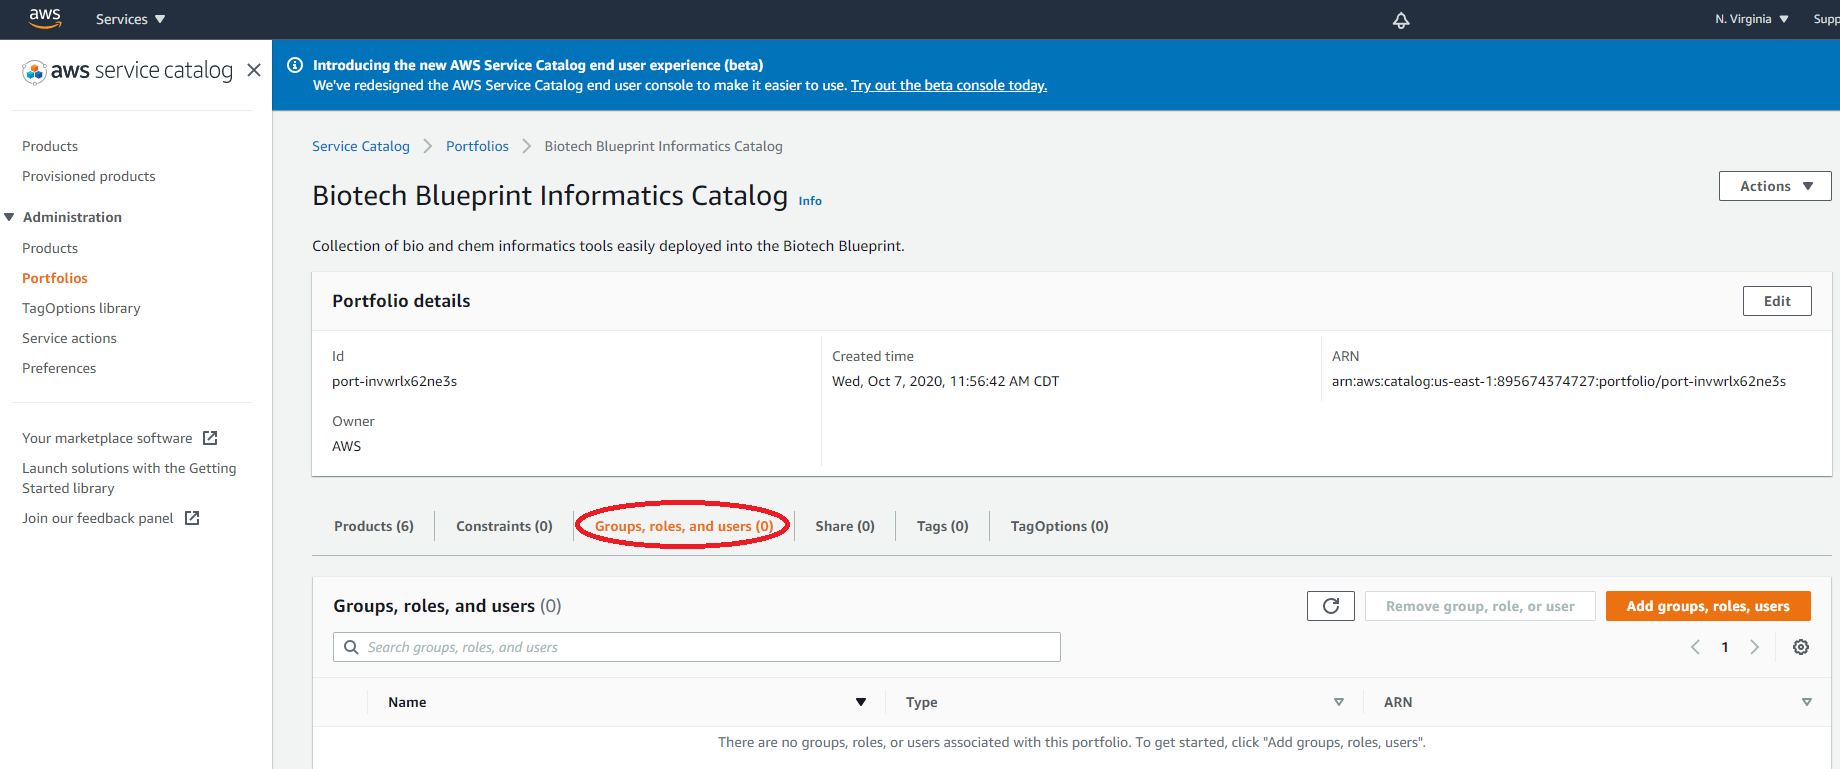 aws
Services
N. Virginia
Supp
aws service catalog
Introducing the new AWS Service Catalog end user experience (beta)
We've redesigned the AWS Service Catalog end user console to make it easier to use. Try out the beta console today.
Products
Provisioned products
Administration
Products
Portfolios
TagOptions library
Service actions
Preferences
Your marketplace software
Launch solutions with the Getting
Started library
Join our feedback panel
Service Catalog
Portfolios
Biotech Blueprint Informatics Catalog
Biotech Blueprint Informatics Catalog Info
Actions
Collection of bio and chem informatics tools easily deployed into the Biotech Blueprint.
Portfolio details
Edit
Id
port-invwrlx62ne3s
Owner
AWS
Created time
Wed, Oct 7, 2020, 11:56:42 AM CDT
ARN
arn:aws:catalog:us-east-1:895674374727:portfolio/port-invwrlx62ne3s
Products (6)
Constraints (0)
Groups, roles, and users (0)
Share (0)
Tags (0)
TagOptions (0)
Groups, roles, and users (0)
Remove group, role, or user
Add groups, roles, users
Search groups, roles, and users
1
Name
Type
ARN
There are no groups, roles, or users associated with this portfolio. To get started, click "Add groups, roles, users".